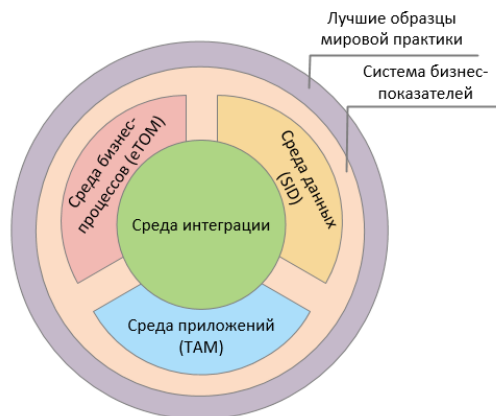 Лучшие образцы
мировой практики
Система бизнес-
показателей
Среда бизнес-
процессов (eTOM)
Среда данных
(SID)
Среда интеграции
Среда приложений
(TAM)